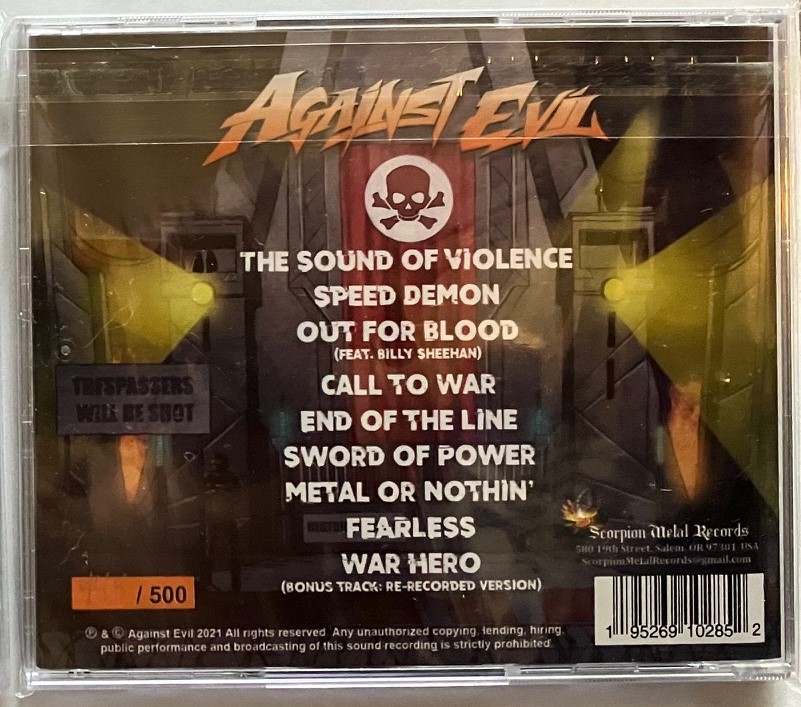 AGAINST EVIL
THE SOUND OF VIOLENCE
SPEED DEMON
OUT FOR BLOOD
(FEAT. BILLY SHEEHAN)
CALL TO WAR
END OF THE LINE
SWORD OF POWER
METAL OR NOTHIN'
FEARLESS
WAR HERO
(BONUS TRACK: RE-RECORDED VERSION)
TRESPASSERS
WILL BE SHOT
/ 500
Scorpion Metal Records
580 19th Street, Salem, OR 97301 USA
ScorpionMetalRecords@gmail.com
1 95269 10285 2
℗ & © Against Evil 2021 All rights reserved. Any unauthorized copying, lending, hiring,
public performance and broadcasting of this sound recording is strictly prohibited.